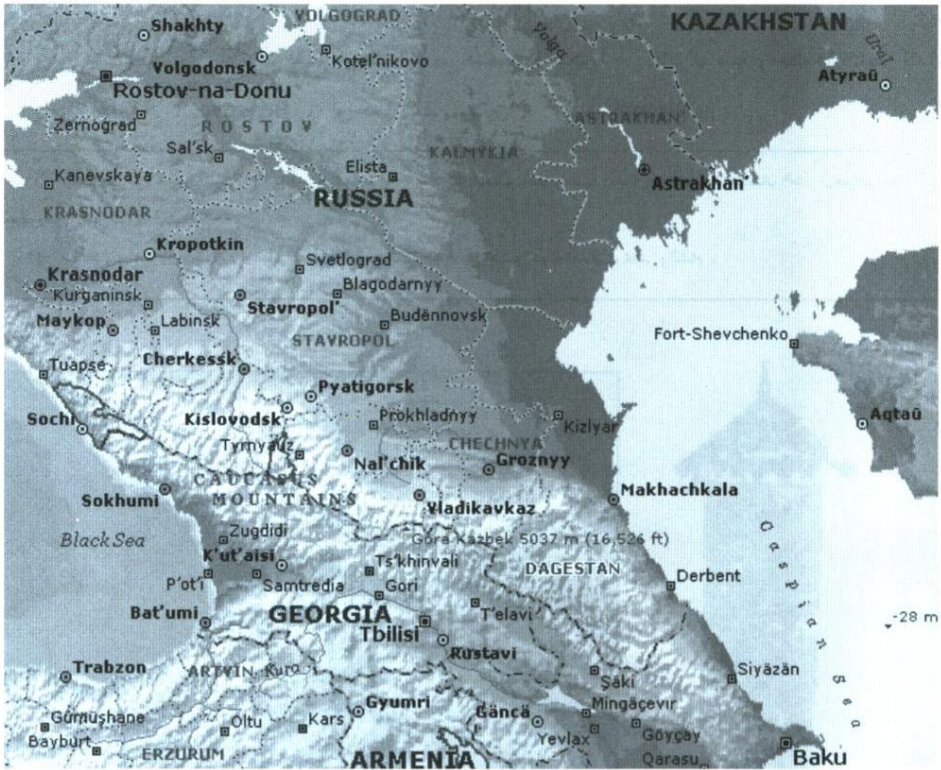 VOLGOGRAD
KAZAKHSTAN
Shakhty
Volga
Ural
Kotel'nikovo
Volgodonsk
Atyraū
Rostov-na-Donu
Zernograd
ASTRAKHAN'
ROSTOV
Sal'sk
KALMYKIA
Elista
Astrakhan'
Kanevskaya
RUSSIA
KRASNODAR
Kropotkin
Svetlograd
Krasnodar
Blagodarnyy
Kurganinsk
Stavropol'
Maykop
Labinsk
Budënnovsk
Fort-Shevchenko
STAVROPOL
Cherkessk
Tuapse
Pyatigorsk
Sochi
Kislovodsk
Prokhladnyy
Kizlyar
Aqtaū
Tyrnyauz
CHECHNYA
Nal'chik
Groznyy
CAUCASUS
MOUNTAINS
Sokhumi
Vladikavkaz
Makhachkala
Zugdidi
Black Sea
Gora Kazbek 5037 m (16,526 ft)
K'ut'aisi
Ts'khinvali
DAGESTAN
Caspian Sea
P'ot'i
Samtredia
Gori
Derbent
GEORGIA
T'elavi
Bat'umi
Tbilisi
-28 m
Rustavi
Trabzon
ARTVIN
Kura
Şäki
Siyäzän
Gyumri
Mingäçevir
Gümüşhane
Oltu
Kars
Gäncä
Göyçay
Bayburt
Yevlax
ERZURUM
ARMENIA
Qarasu
Baku